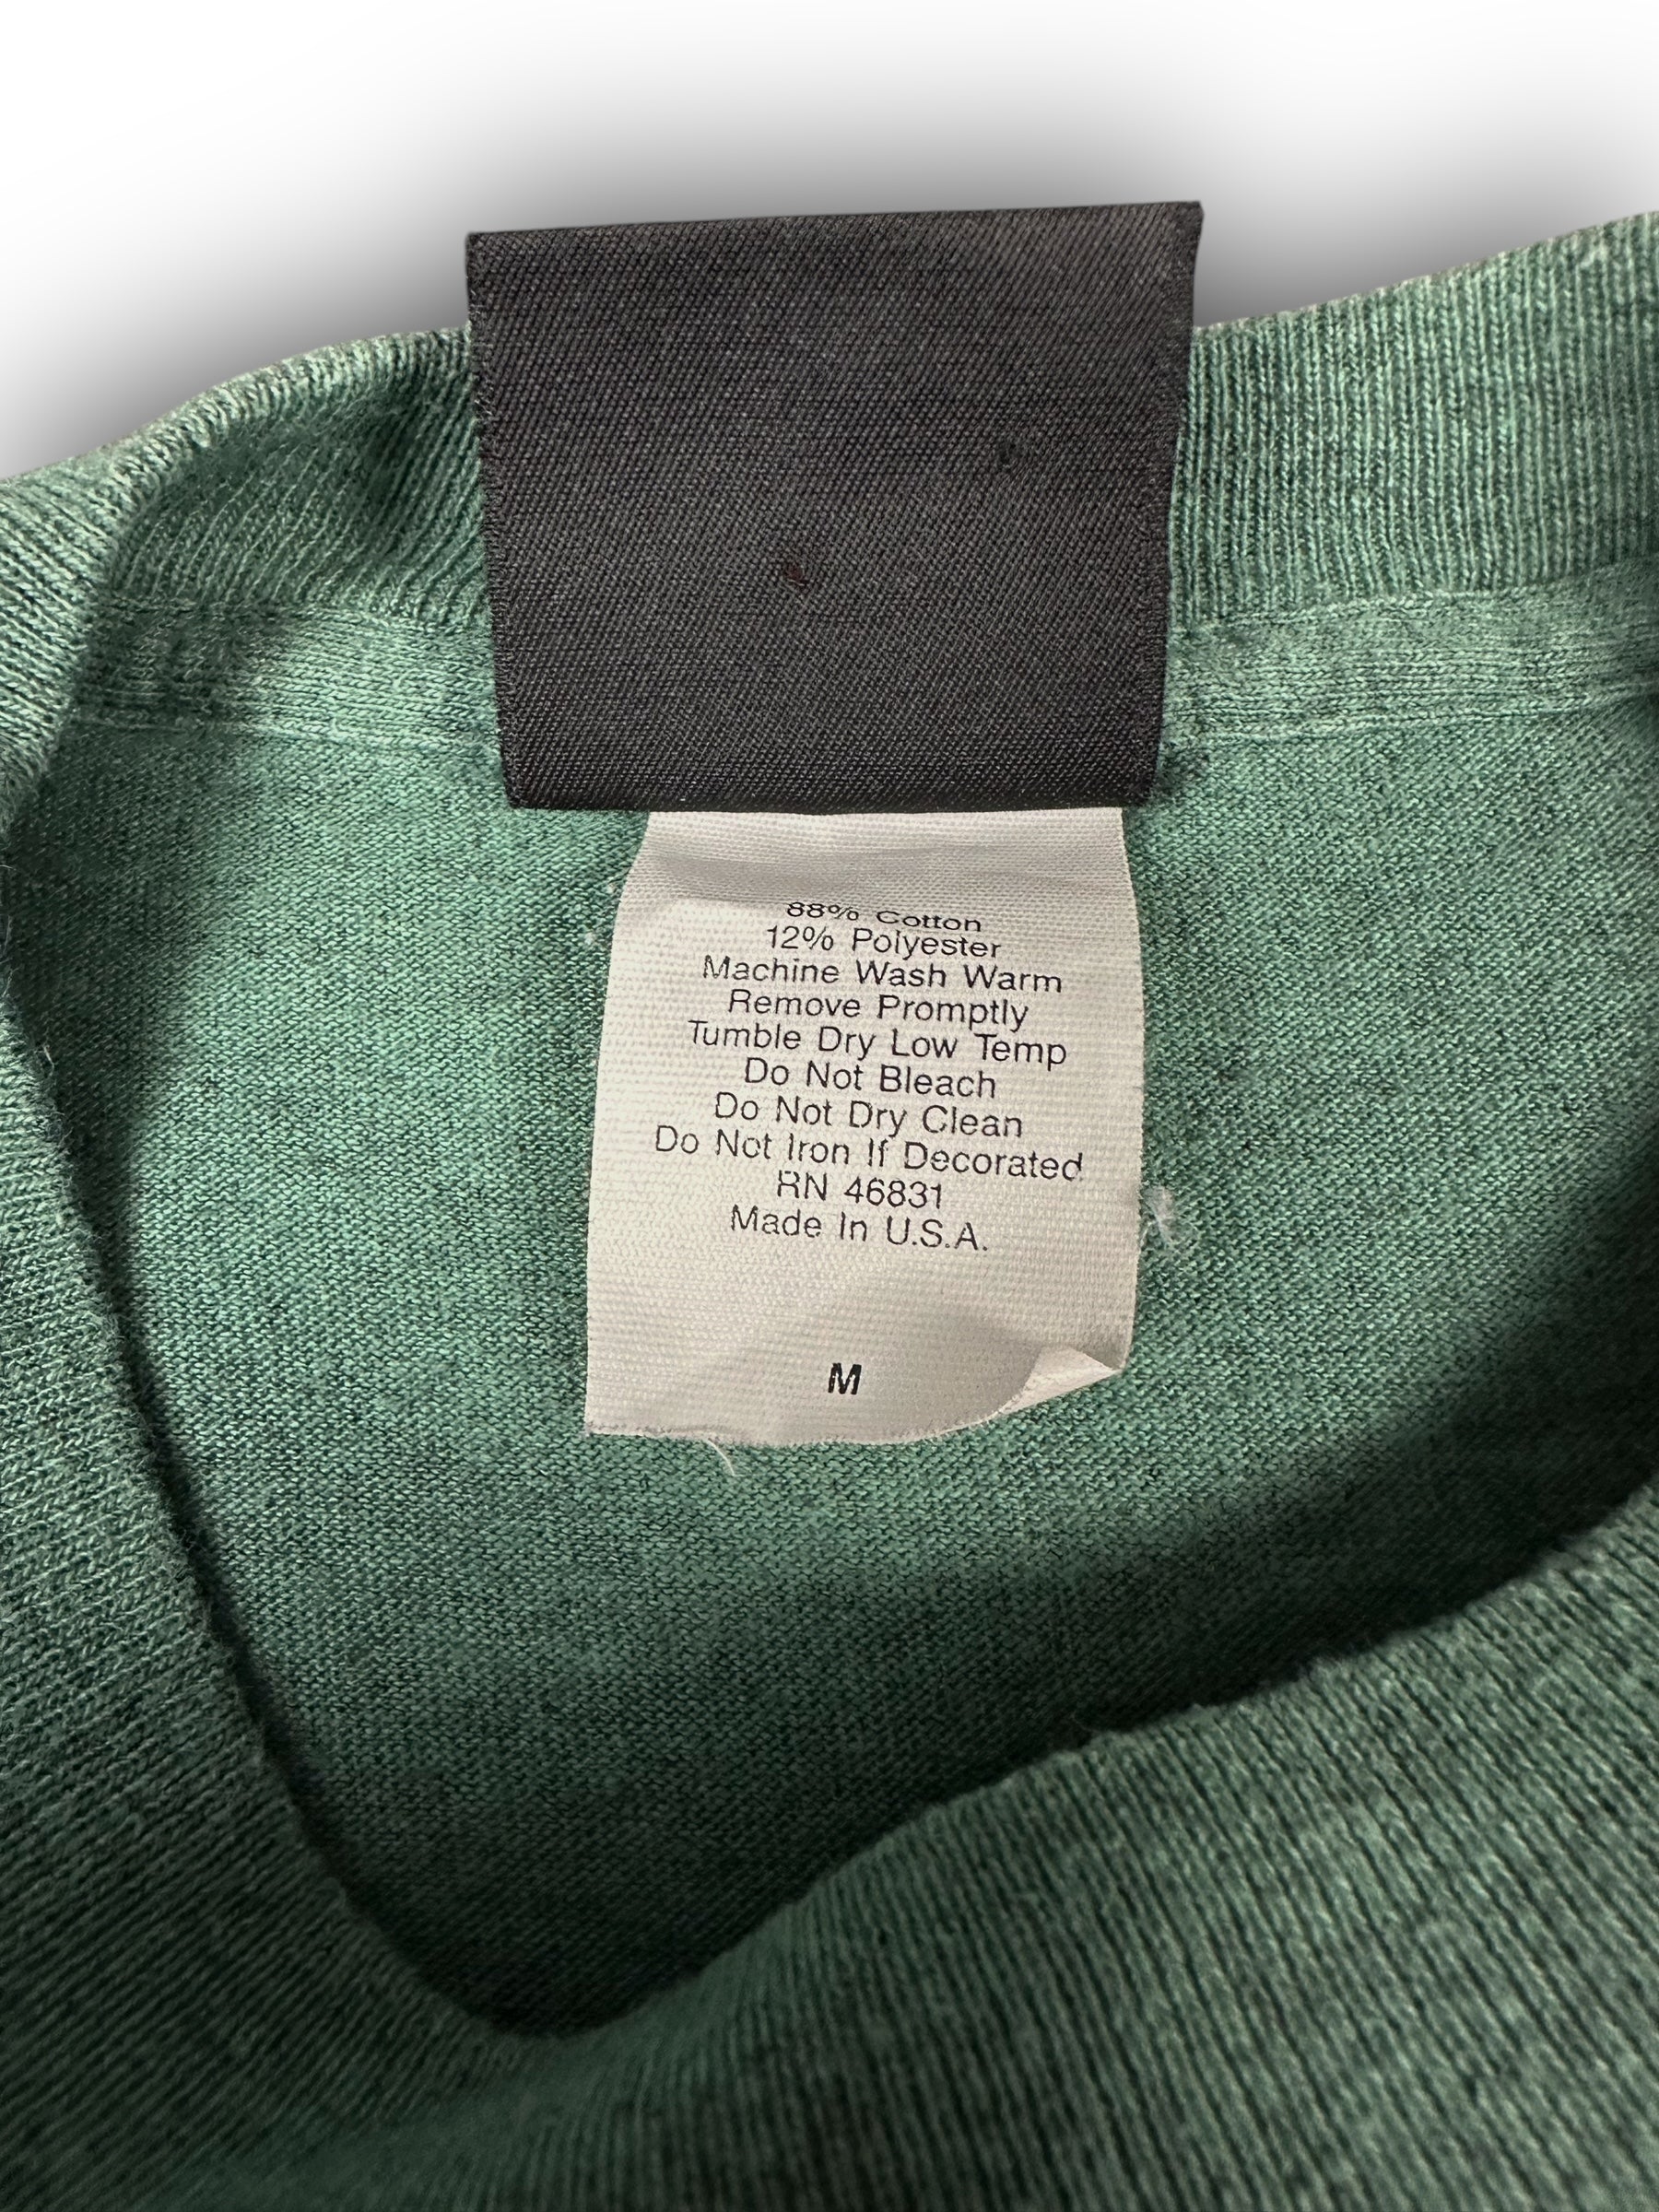 88% Cotton
12% Polyester
Machine Wash Warm
Remove Promptly
Tumble Dry Low Temp
Do Not Bleach
Do Not Dry Clean
Do Not Iron If Decorated
RN 46831
Made In U.S.A.
M